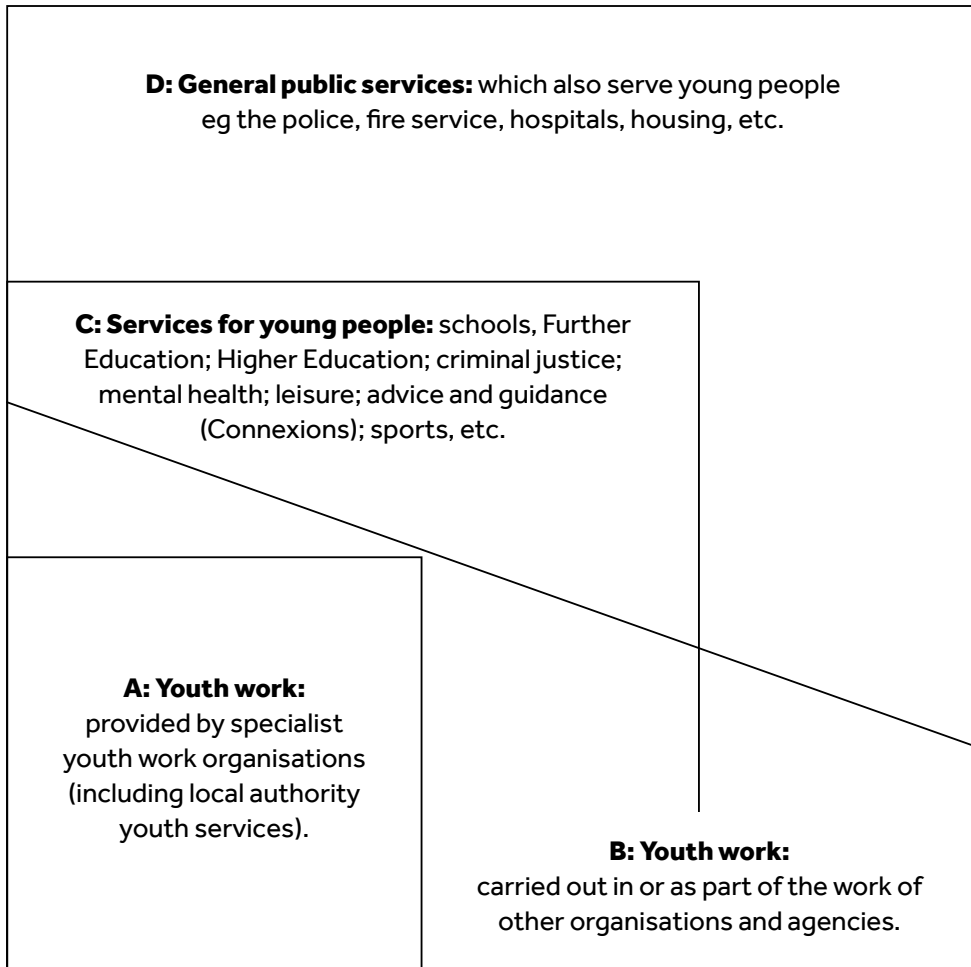 D: General public services: which also serve young people
eg the police, fire service, hospitals, housing, etc.
C: Services for young people: schools, Further
Education; Higher Education; criminal justice;
mental health; leisure; advice and guidance
(Connexions); sports, etc.
A: Youth work:
provided by specialist
youth work organisations
(including local authority
youth services).
B: Youth work:
carried out in or as part of the work of
other organisations and agencies.